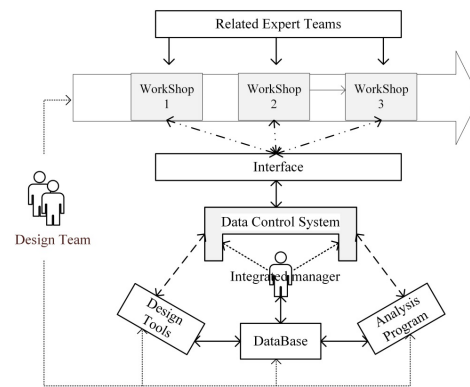 Related Expert Teams
WorkShop
1
WorkShop
2
WorkShop
3
Interface
Data Control System
Design Team
Integrated manager
Design
Tools
DataBase
Analysis
Program